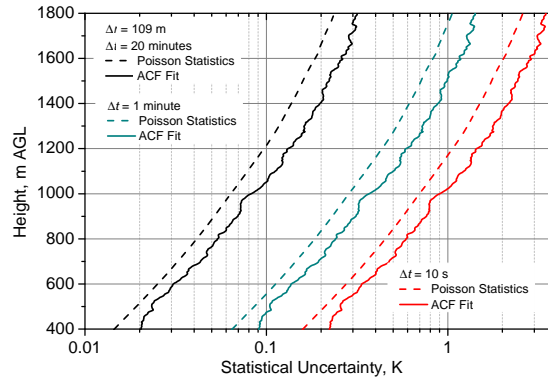 1800
1600
1400
1200
1000
800
600
400
Height, m AGL
Δt = 109 m
Δi = 20 minutes
Poisson Statistics
ACF Fit
Δt = 1 minute
Poisson Statistics
ACF Fit
Δt = 10 s
Poisson Statistics
ACF Fit
0.01
0.1
1
Statistical Uncertainty, K